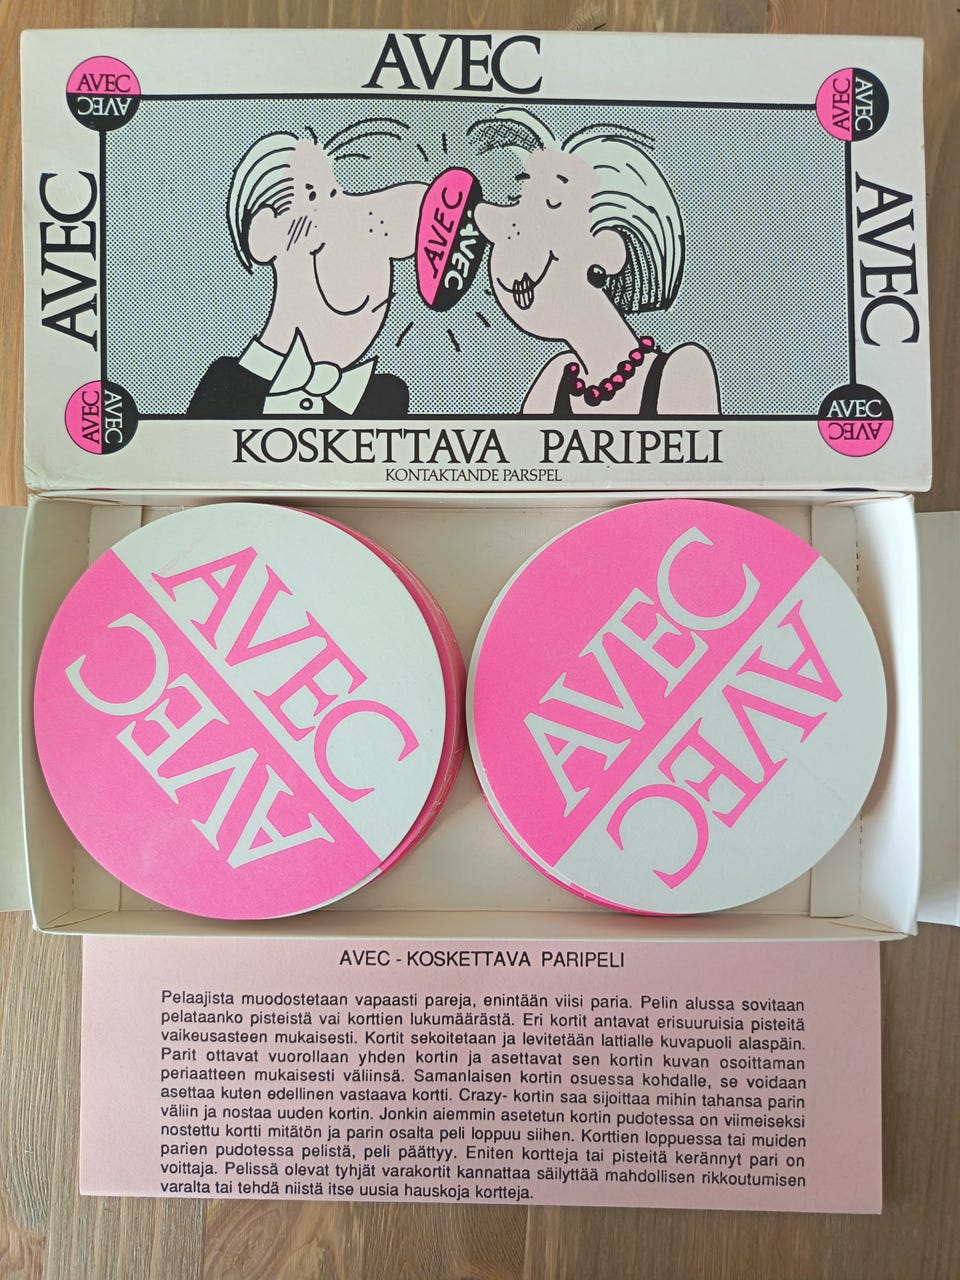 AVEC
AVEC
AVEC
AVEC
AVEC
AVEC
AVEC
AVEC
AVEC
AVEC
AVEC
AVEC
AVEC
KOSKETTAVA PARIPELI
KONTAKTANDE PARSPEL
AVEC
AVEC
AVEC
AVEC
AVEC - KOSKETTAVA PARIPELI
Pelaajista muodostetaan vapaasti pareja, enintään viisi paria. Pelin alussa sovitaan
pelataanko pisteistä vai korttien lukumäärästä. Eri kortit antavat erisuuruisia pisteitä
vaikeusasteen mukaisesti. Kortit sekoitetaan ja levitetään lattialle kuvapuoli alaspäin.
Parit ottavat vuorollaan yhden kortin ja asettavat sen kortin kuvan osoittaman
periaatteen mukaisesti väliinsä. Samanlaisen kortin osuessa kohdalle, se voidaan
asettaa kuten edellinen vastaava kortti. Crazy- kortin saa sijoittaa mihin tahansa parin
väliin ja nostaa uuden kortin. Jonkin aiemmin asetetun kortin pudotessa on viimeiseksi
nostettu kortti mitätön ja parin osalta peli loppuu siihen. Korttien loppuessa tai muiden
parien pudotessa pelistä, peli päättyy. Eniten kortteja tai pisteitä kerännyt pari on
voittaja. Pelissä olevat tyhjät varakortit kannattaa säilyttää mahdollisen rikkoutumisen
varalta tai tehdä niistä itse uusia hauskoja kortteja.